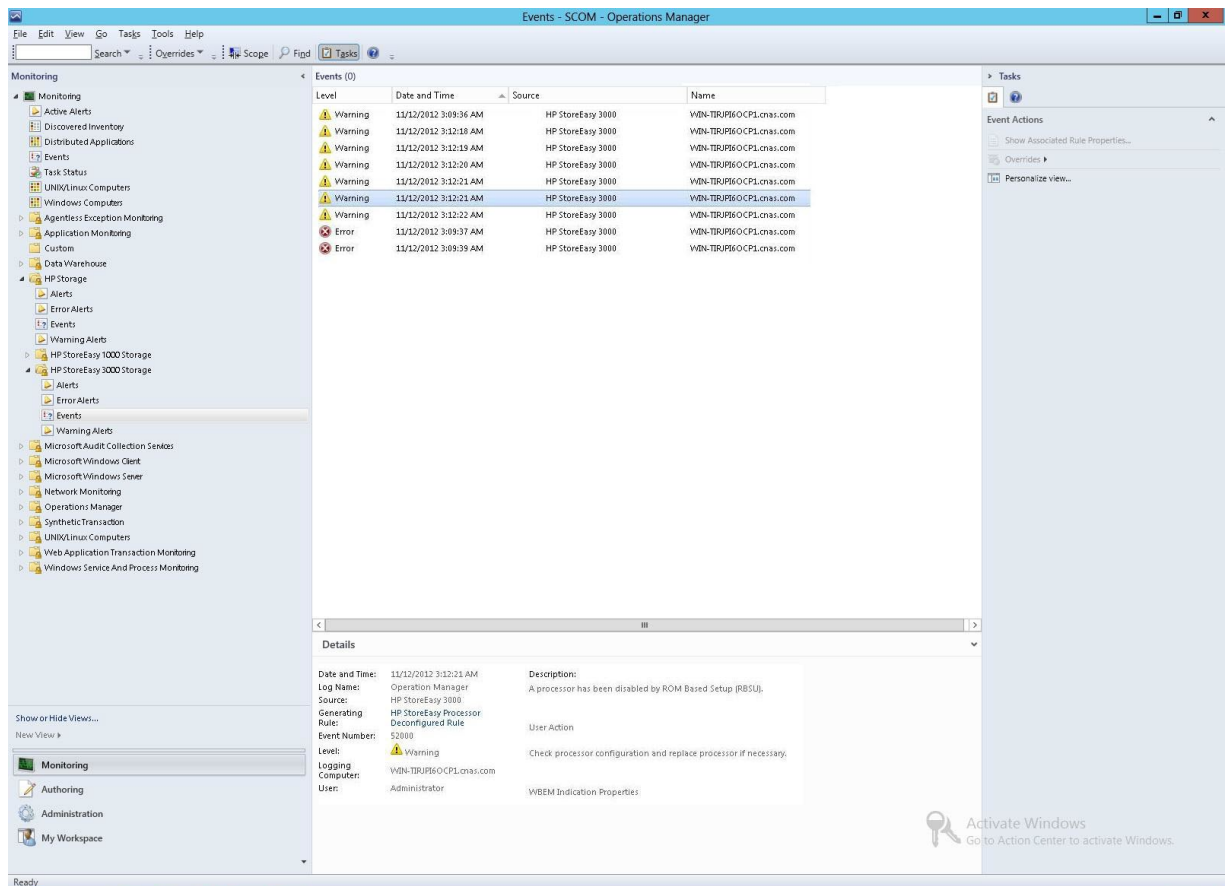 Events - SCOM - Operations Manager
File Edit View Go Tasks Tools Help
Search Overrides Scope Find Tasks
Monitoring
Monitoring
Active Alerts
Discovered Inventory
Distributed Applications
Events
Task Status
UNIX/Linux Computers
Windows Computers
Agentless Exception Monitoring
Application Monitoring
Custom
Data Warehouse
HP Storage
Alerts
Error Alerts
Events
Warning Alerts
HP StoreEasy 1000 Storage
HP StoreEasy 3000 Storage
Alerts
Error Alerts
Events
Warning Alerts
Microsoft Audit Collection Services
Microsoft Windows Client
Microsoft Windows Server
Network Monitoring
Operations Manager
Synthetic Transaction
UNIX/Linux Computers
Web Application Transaction Monitoring
Windows Service And Process Monitoring
Show or Hide Views...
New View
Monitoring
Authoring
Administration
My Workspace
Events (0)
Level Date and Time Source Name
Warning 11/12/2012 3:09:36 AM HP StoreEasy 3000 WIN-TIRJPI6OCP1.cnas.com
Warning 11/12/2012 3:12:18 AM HP StoreEasy 3000 WIN-TIRJPI6OCP1.cnas.com
Warning 11/12/2012 3:12:19 AM HP StoreEasy 3000 WIN-TIRJPI6OCP1.cnas.com
Warning 11/12/2012 3:12:20 AM HP StoreEasy 3000 WIN-TIRJPI6OCP1.cnas.com
Warning 11/12/2012 3:12:21 AM HP StoreEasy 3000 WIN-TIRJPI6OCP1.cnas.com
Warning 11/12/2012 3:12:21 AM HP StoreEasy 3000 WIN-TIRJPI6OCP1.cnas.com
Warning 11/12/2012 3:12:22 AM HP StoreEasy 3000 WIN-TIRJPI6OCP1.cnas.com
Error 11/12/2012 3:09:37 AM HP StoreEasy 3000 WIN-TIRJPI6OCP1.cnas.com
Error 11/12/2012 3:09:39 AM HP StoreEasy 3000 WIN-TIRJPI6OCP1.cnas.com
Details
Date and Time: 11/12/2012 3:12:21 AM
Log Name: Operation Manager
Source: HP StoreEasy 3000
Generating HP StoreEasy Processor
Rule: Deconfigured Rule
Event Number: 52000
Level: Warning
Logging
Computer: WIN-TIRJPI6OCP1.cnas.com
User: Administrator
Description:
A processor has been disabled by ROM Based Setup (RBSU).
User Action
Check processor configuration and replace processor if necessary.
WBEM Indication Properties
Tasks
Event Actions
Show Associated Rule Properties...
Overrides
Personalize view...
Activate Windows
Go to Action Center to activate Windows.
Ready